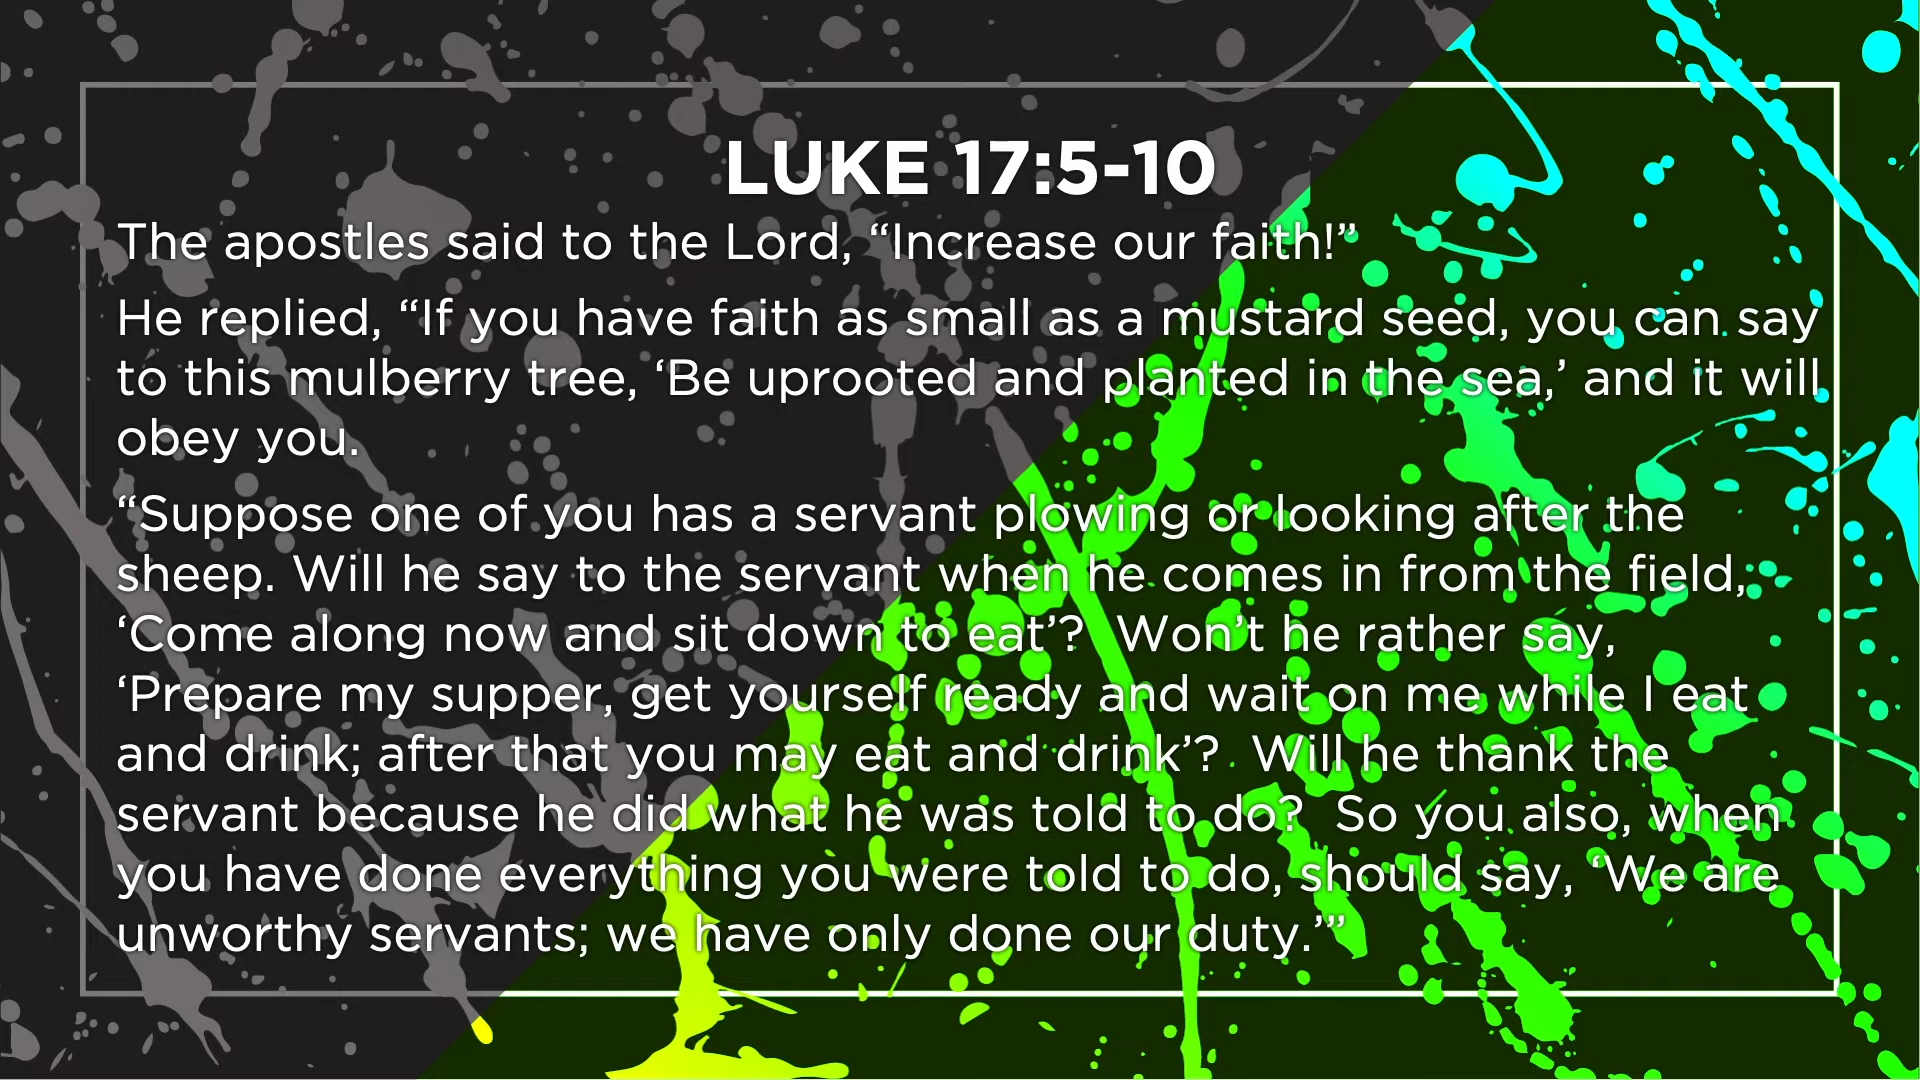 LUKE 17:5-10
The apostles said to the Lord, “Increase our faith!”
He replied, “If you have faith as small as a mustard seed, you can say
to this mulberry tree, ‘Be uprooted and planted in the sea,’ and it will
obey you.
“Suppose one of you has a servant plowing or looking after the
sheep. Will he say to the servant when he comes in from the field,
‘Come along now and sit down to eat’?  Won’t he rather say,
‘Prepare my supper, get yourself ready and wait on me while I eat
and drink; after that you may eat and drink’?  Will he thank the
servant because he did what he was told to do?  So you also, when
you have done everything you were told to do, should say, ‘We are
unworthy servants; we have only done our duty.’”